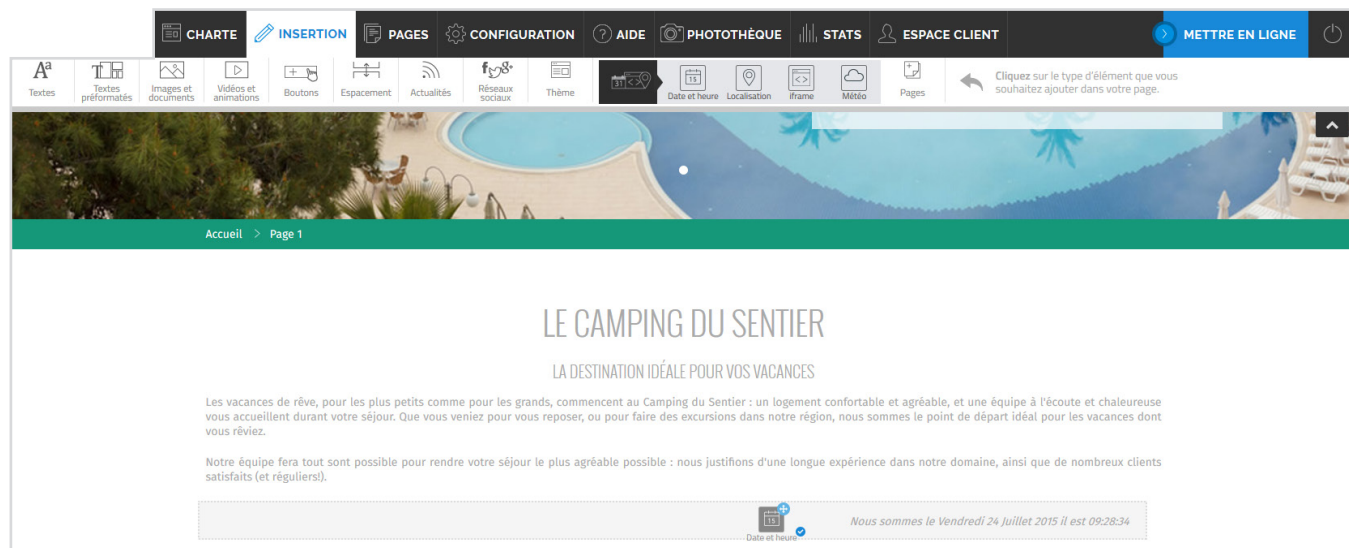 CHARTE INSERTION PAGES CONFIGURATION ? AIDE PHOTOTHÈQUE STATS ESPACE CLIENT METTRE EN LIGNE
Aa T f g+ 31 <> 15 <>
Textes Textes préformatés Images et documents Vidéos et animations Boutons Espacement Actualités Réseaux sociaux Thème Date et heure Localisation iframe Météo Pages
Cliquez sur le type d'élément que vous
souhaitez ajouter dans votre page.
Accueil > Page 1
LE CAMPING DU SENTIER
LA DESTINATION IDÉALE POUR VOS VACANCES
Les vacances de rêve, pour les plus petits comme pour les grands, commencent au Camping du Sentier : un logement confortable et agréable, et une équipe à l'écoute et chaleureuse
vous accueillent durant votre séjour. Que vous veniez pour vous reposer, ou pour faire des excursions dans notre région, nous sommes le point de départ idéal pour les vacances dont
vous rêviez.
Notre équipe fera tout sont possible pour rendre votre séjour le plus agréable possible : nous justifions d'une longue expérience dans notre domaine, ainsi que de nombreux clients
satisfaits (et réguliers!).
15
Date et heure
Nous sommes le Vendredi 24 Juillet 2015 il est 09:28:34